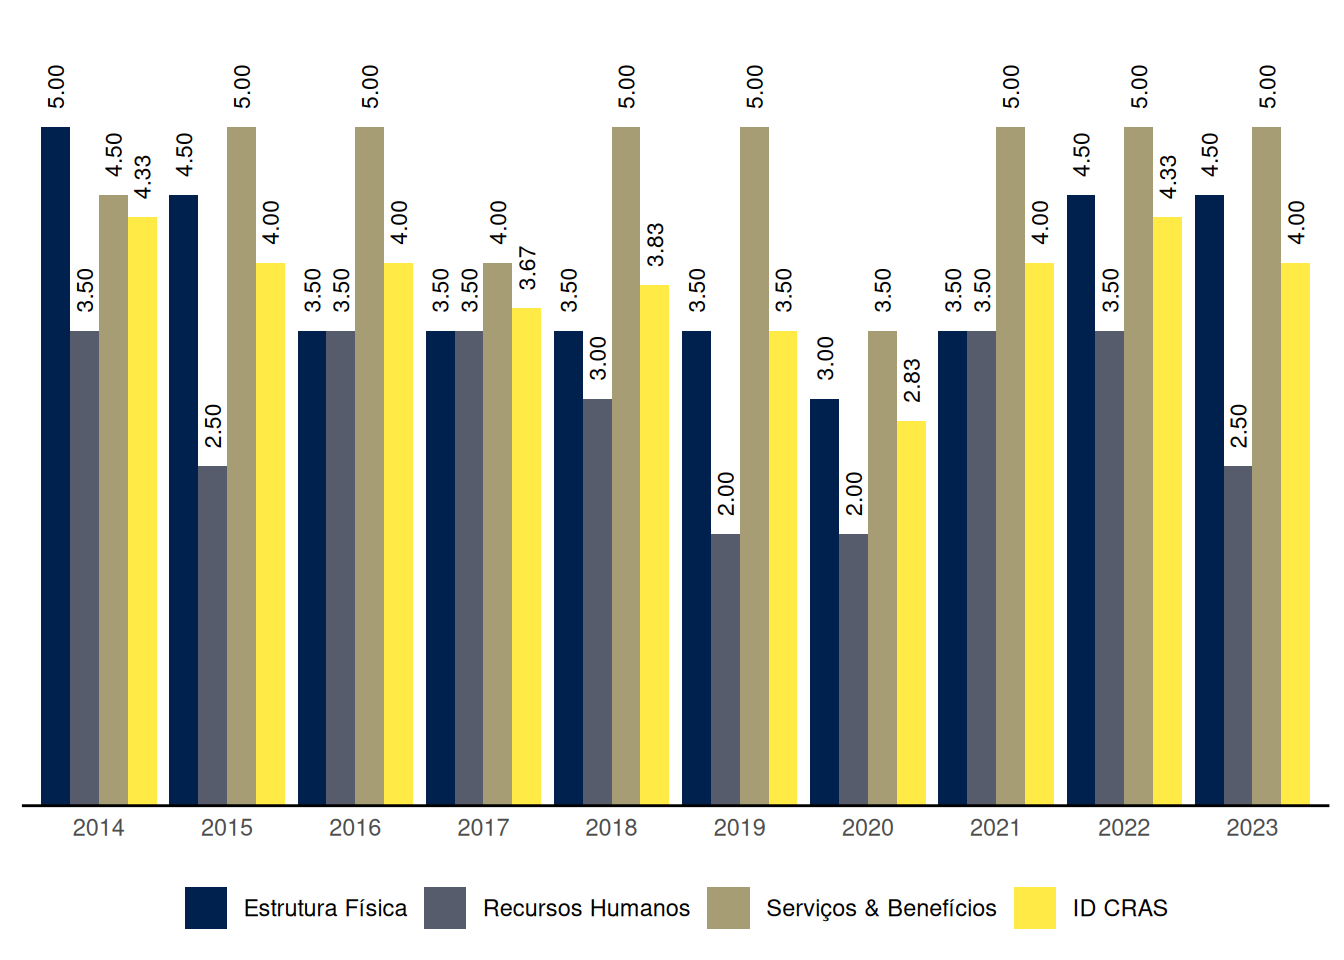 5.00 3.50 4.50 4.33
4.50 2.50 5.00 4.00
3.50 3.50 5.00 4.00
3.50 3.50 4.00 3.67
3.50 3.00 5.00 3.83
3.50 2.00 5.00 3.50
3.00 2.00 3.50 2.83
3.50 3.50 5.00 4.00
4.50 3.50 5.00 4.33
4.50 2.50 5.00 4.00
2014 2015 2016 2017 2018 2019 2020 2021 2022 2023
Estrutura Física Recursos Humanos Serviços & Benefícios ID CRAS